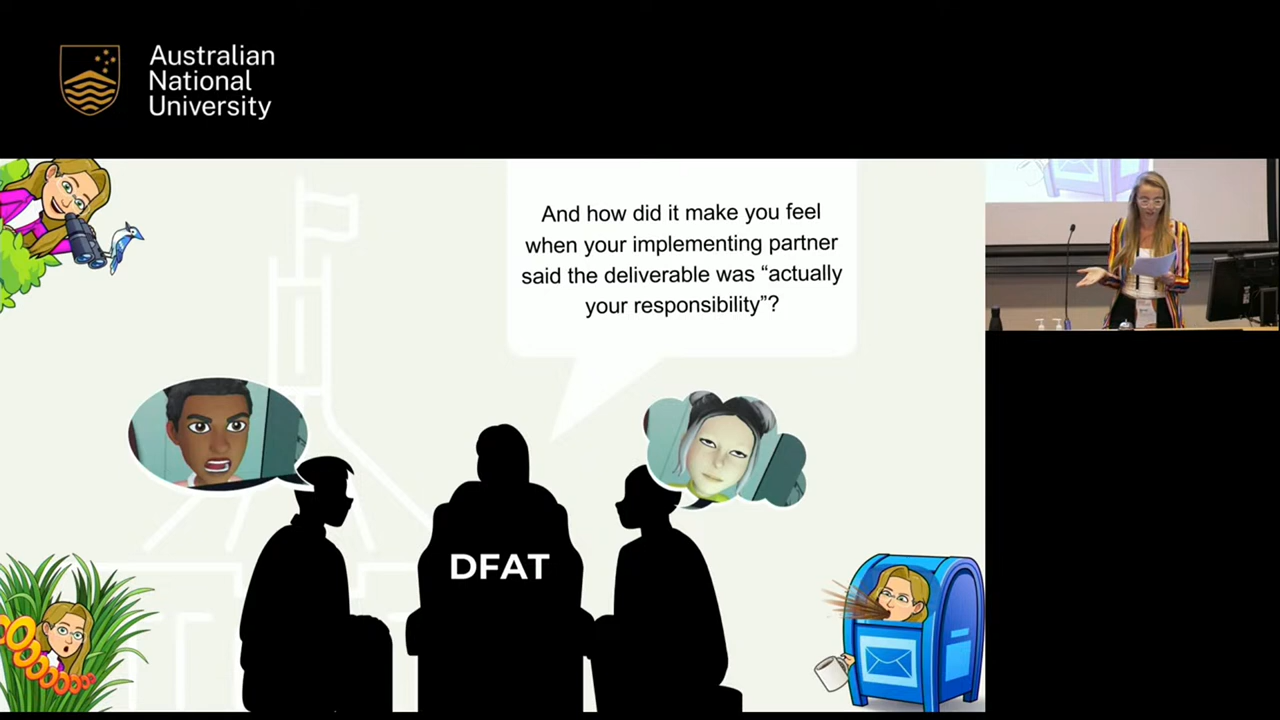 Australian
National
University
And how did it make you feel
when your implementing partner
said the deliverable was “actually
your responsibility”?
DFAT